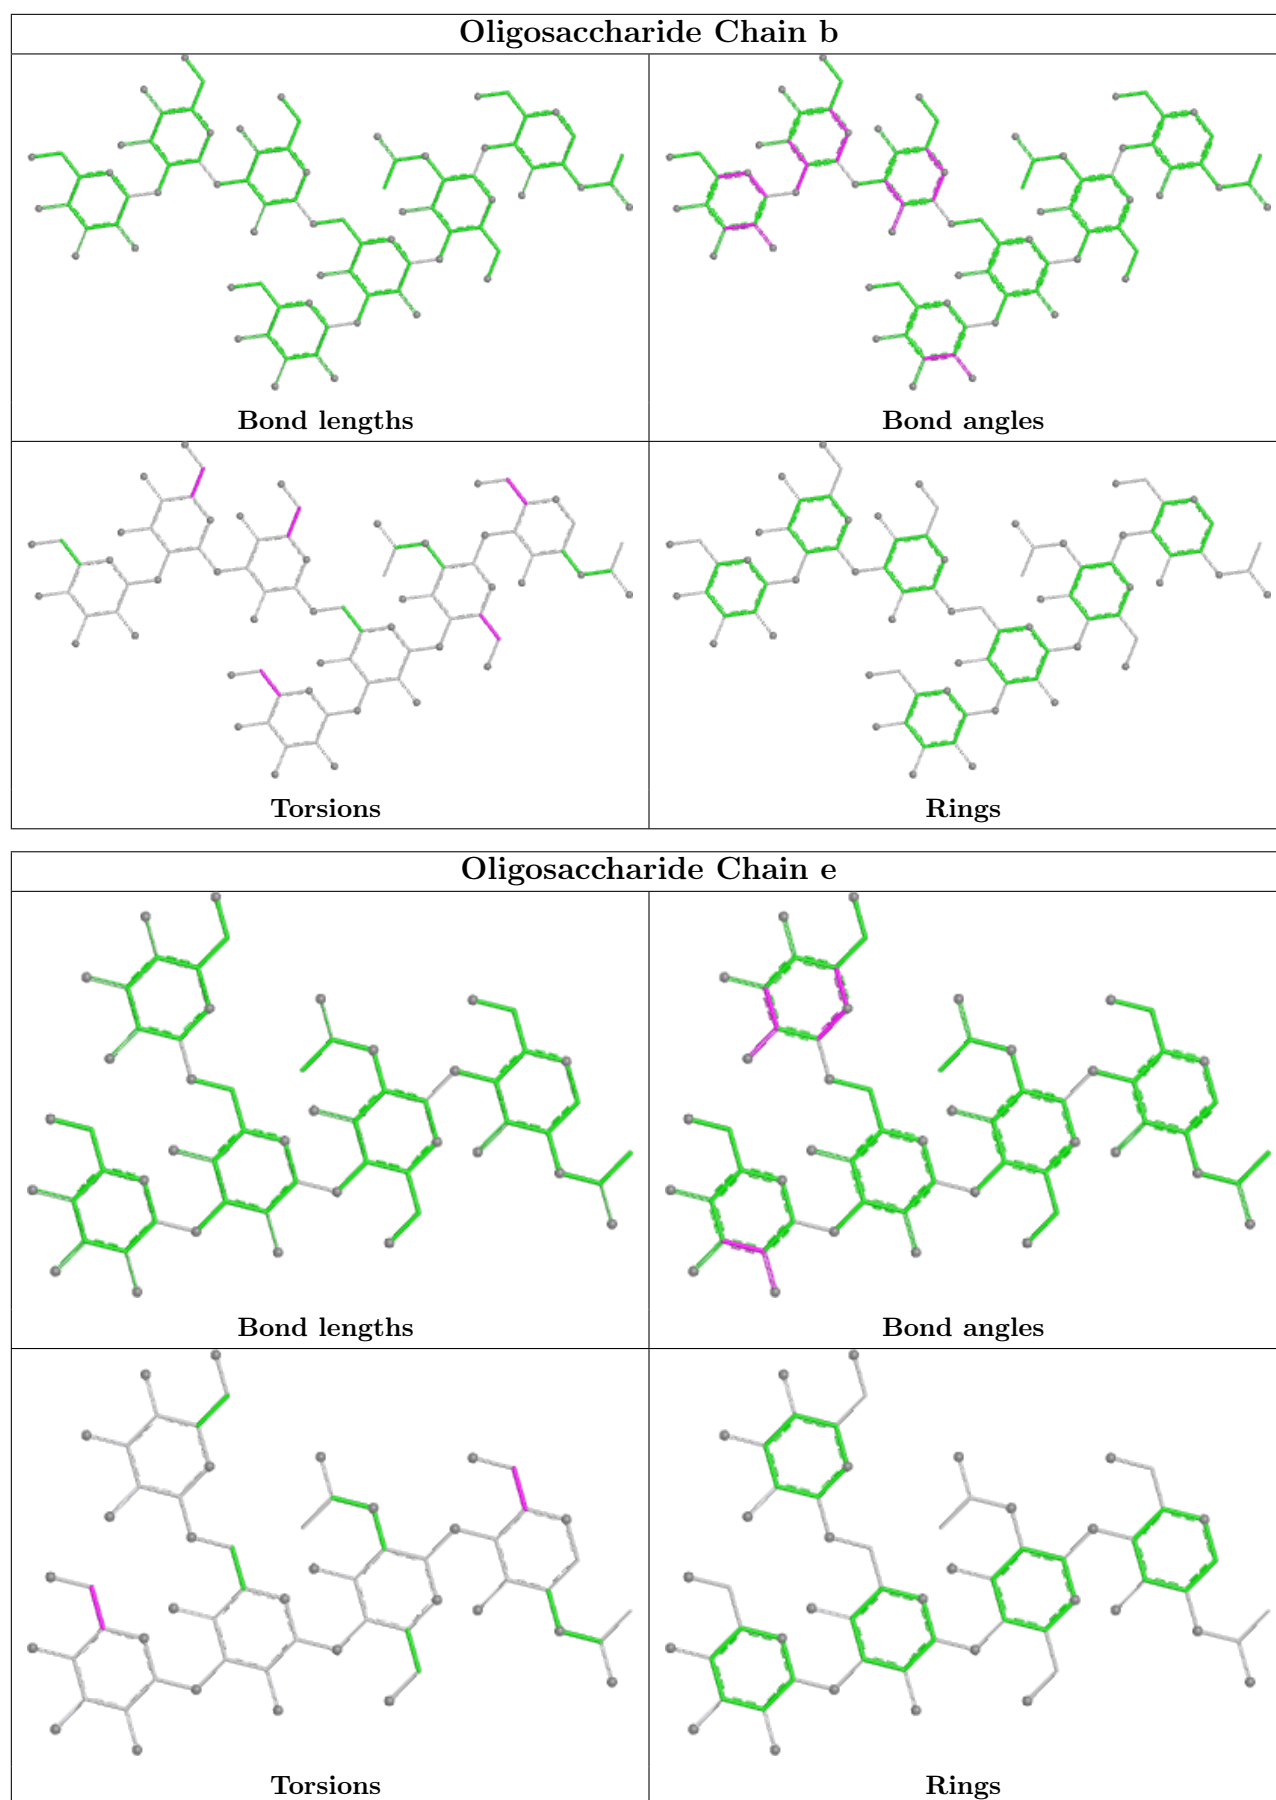 Oligosaccharide Chain b
Bond lengths
Bond angles
Torsions
Rings
Oligosaccharide Chain e
Bond lengths
Bond angles
Torsions
Rings